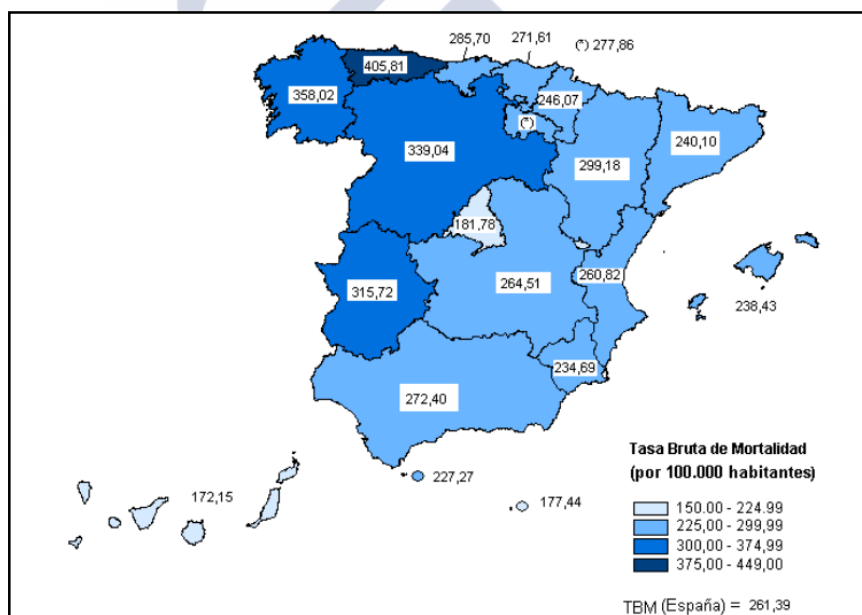 285,70
271,61
(*) 277,86
405,81
358,02
246,07
(*)
339,04
240,10
299,18
181,78
315,72
264,51
260,82
238,43
234,69
272,40
227,27
172,15
177,44
Tasa Bruta de Mortalidad
(por 100.000 habitantes)
150.00 - 224.99
225,00 - 299,99
300,00 - 374,99
375,00 - 449,00
TBM (España) = 261,39